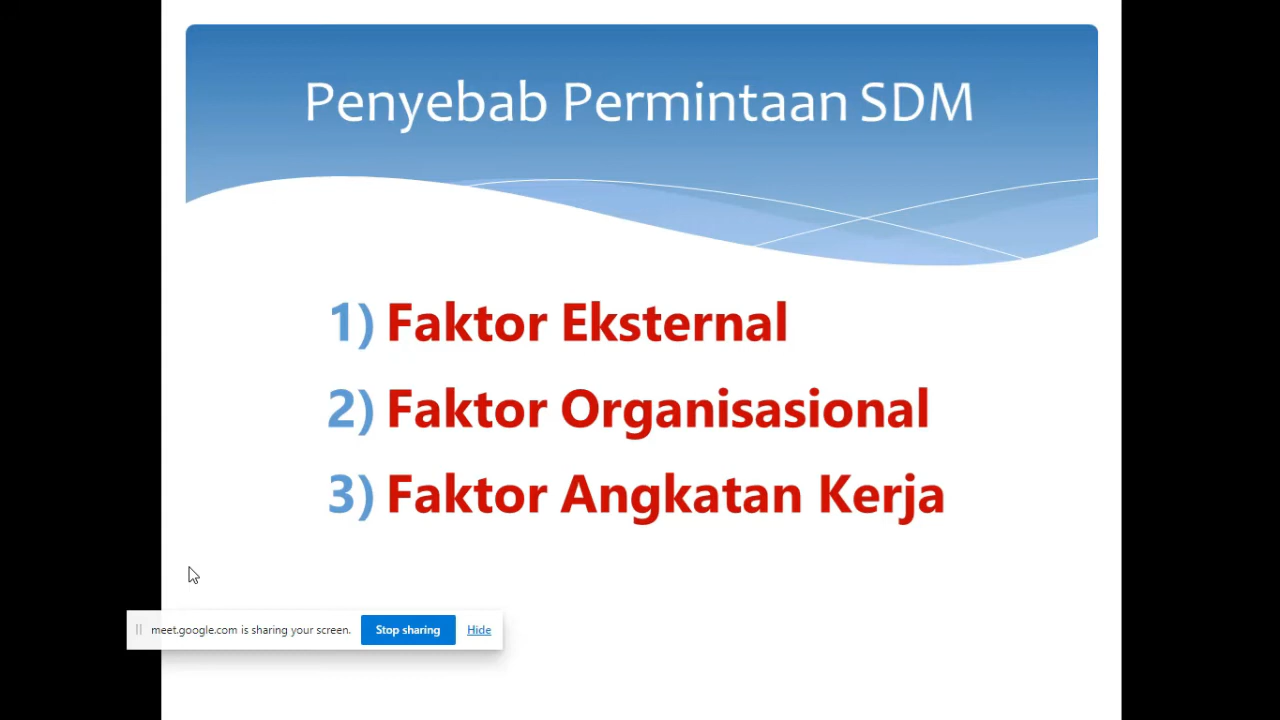 Penyebab Permintaan SDM
1) Faktor Eksternal
2) Faktor Organisasional
3) Faktor Angkatan Kerja
meet.google.com is sharing your screen. Stop sharing Hide